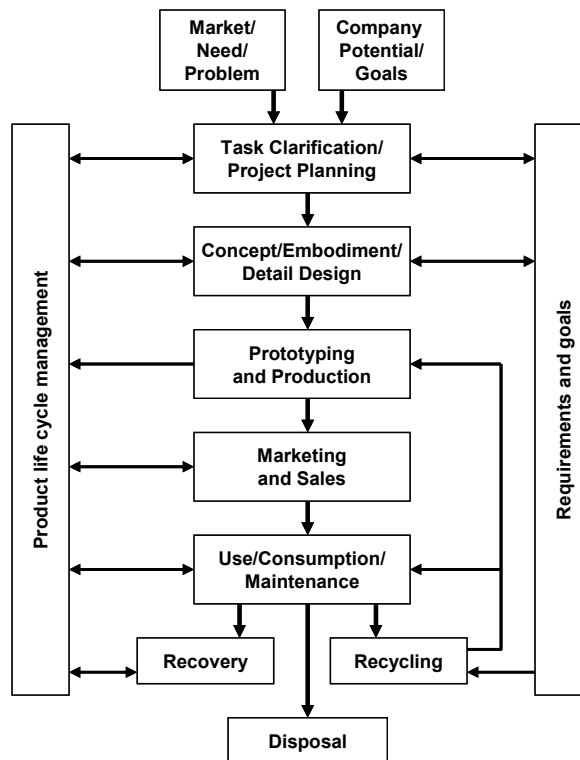 Market/
Need/
Problem
Company
Potential/
Goals
Task Clarification/
Project Planning
Concept/Embodiment/
Detail Design
Prototyping
and Production
Marketing
and Sales
Use/Consumption/
Maintenance
Recovery
Recycling
Disposal
Product life cycle management
Requirements and goals